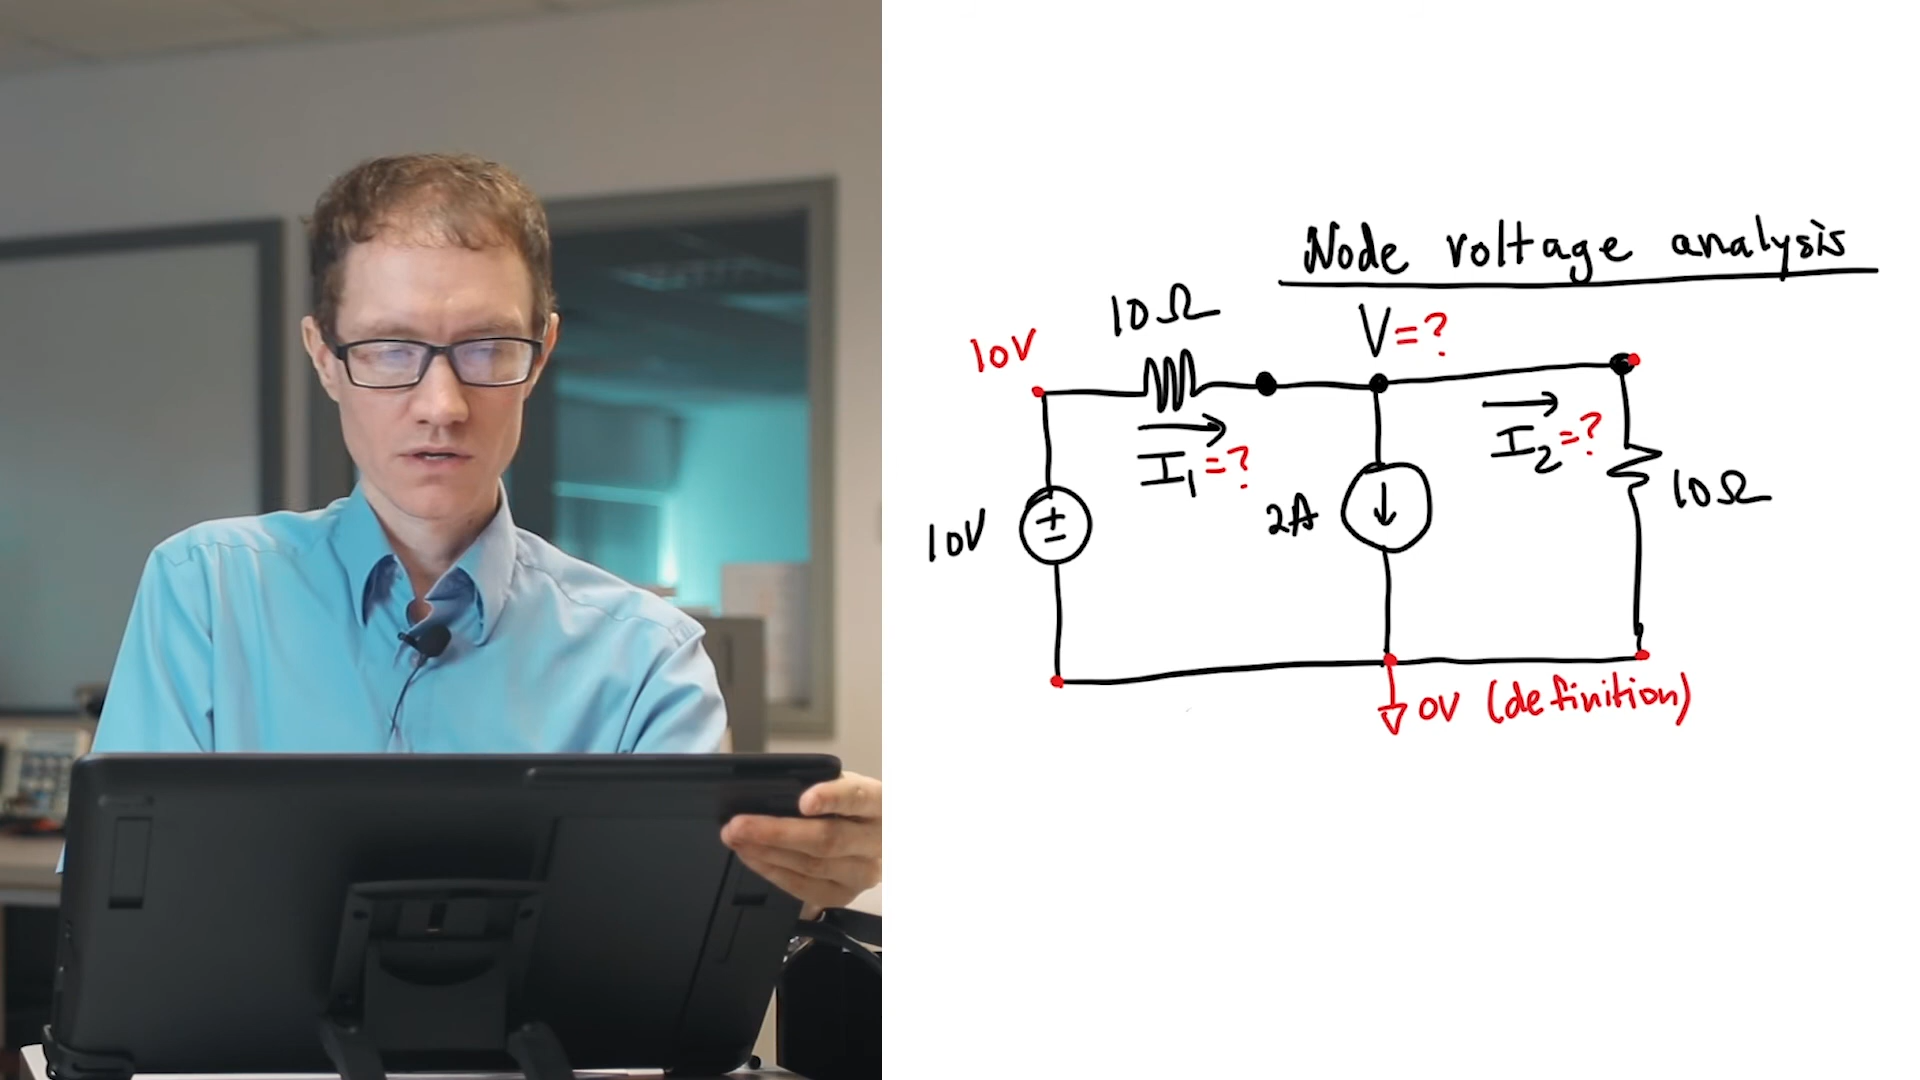 Node voltage analysis
10Ω
V=?
10V
I₁=?
I₂=?
10V
2A
10Ω
0V (definition)